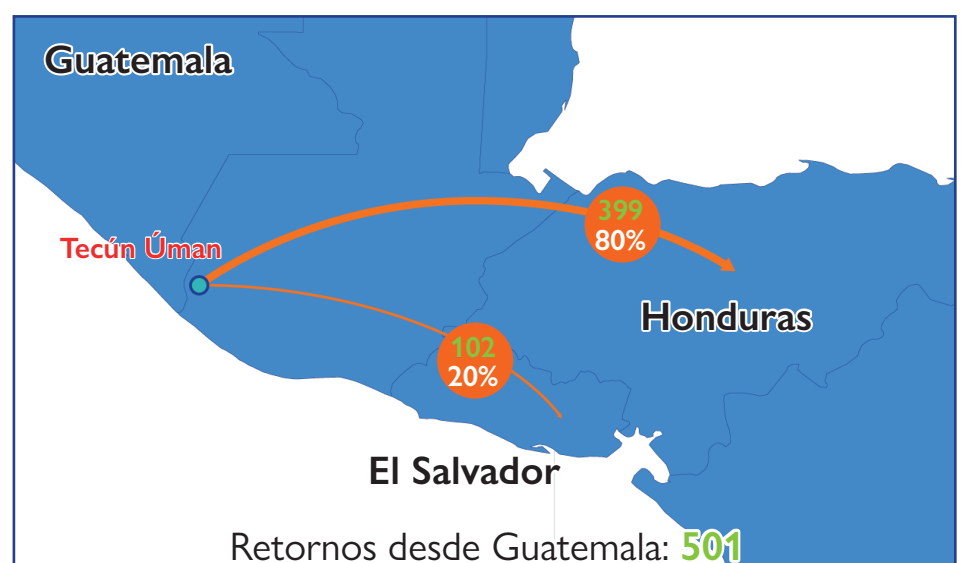 Guatemala
399
80%
Tecún Úman
Honduras
102
20%
El Salvador
Retornos desde Guatemala: 501